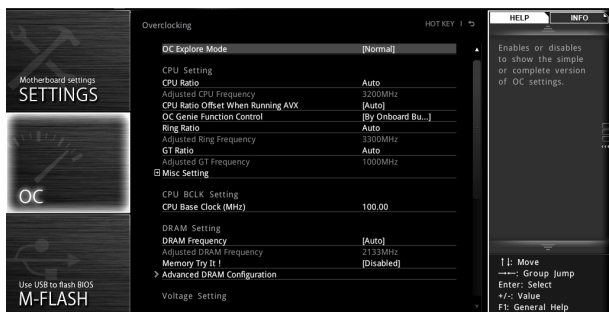 Overclocking
HOT KEY | 
HELP INFO
OC Explore Mode [Normal]
CPU Setting
CPU Ratio Auto
Adjusted CPU Frequency 3200MHz
CPU Ratio Offset When Running AVX [Auto]
OC Genie Function Control [By Onboard Bu...]
Ring Ratio Auto
Adjusted Ring Frequency 3300MHz
GT Ratio Auto
Adjusted GT Frequency 1000MHz
Misc Setting
CPU BCLK Setting
CPU Base Clock (MHz) 100.00
DRAM Setting
DRAM Frequency [Auto]
Adjusted DRAM Frequency 2133MHz
Memory Try It ! [Disabled]
Advanced DRAM Configuration
Voltage Setting
Motherboard settings
SETTINGS
OC
Use USB to flash BIOS
M-FLASH
Enables or disables
to show the simple
or complete version
of OC settings.
↑↓: Move
→←: Group Jump
Enter: Select
+/-: Value
F1: General Help